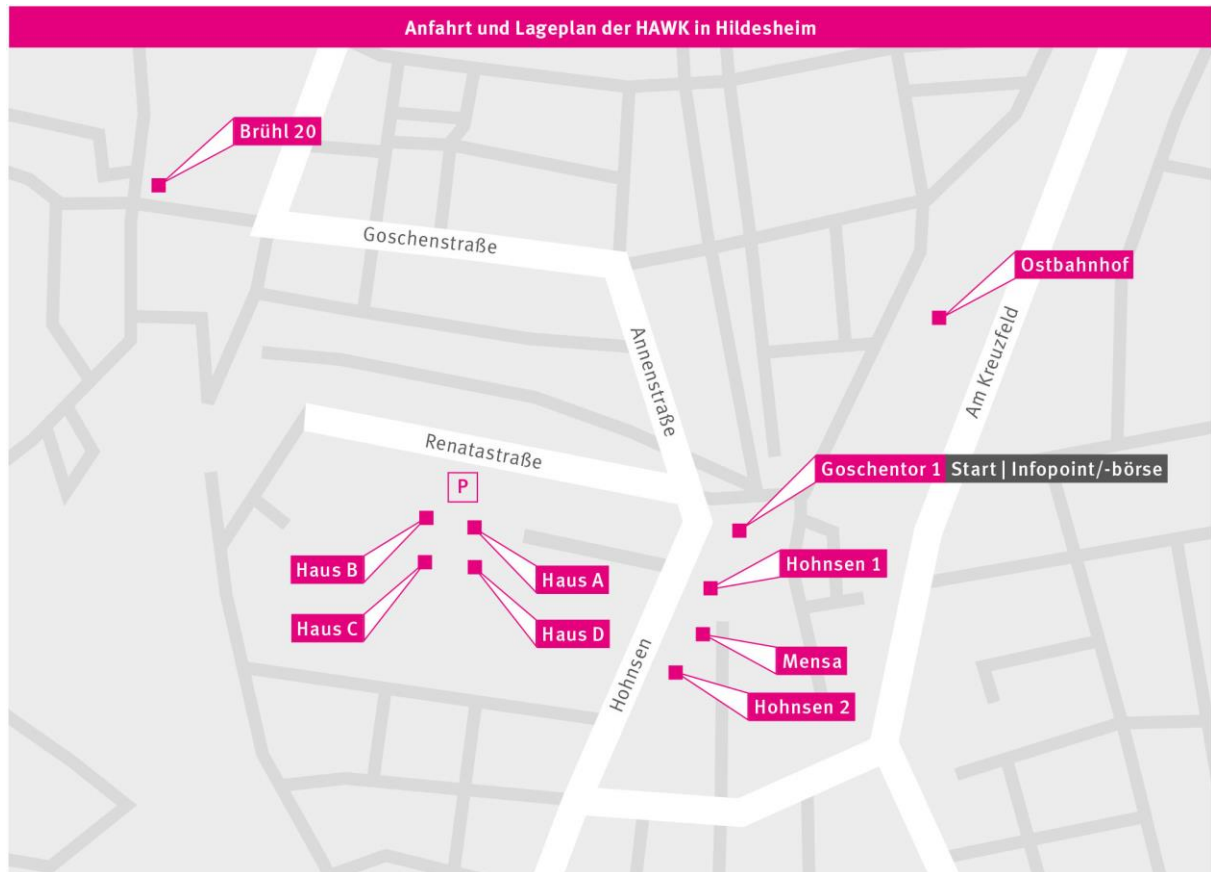 Anfahrt und Lageplan der HAWK in Hildesheim
Brühl 20
Goschenstraße
Ostbahnhof
Annenstraße
Am Kreuzfeld
Renatastraße
Goschentor 1 Start | Infopoint/-börse
P
Haus B
Haus A
Hohnsen 1
Haus C
Haus D
Hohnsen
Mensa
Hohnsen 2